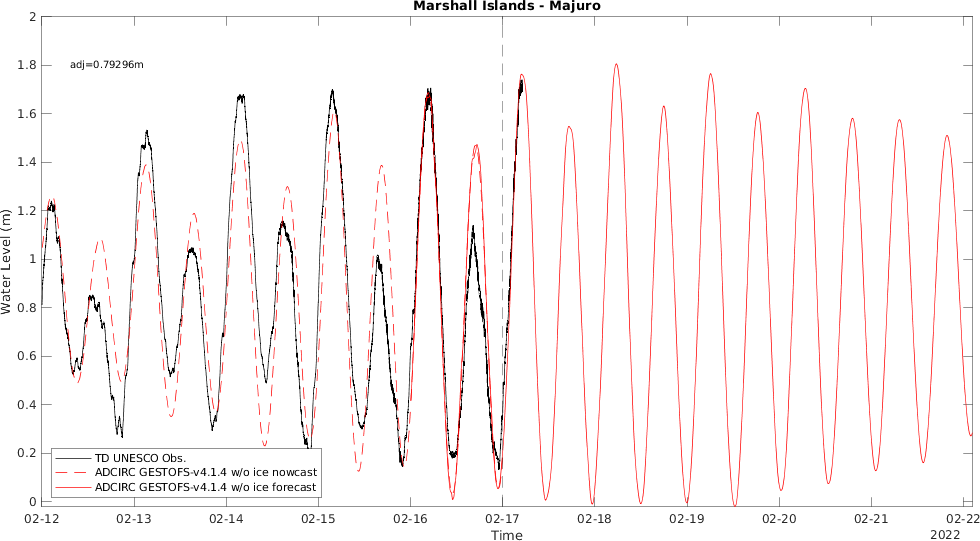 Marshall Islands - Majuro
2
1.8
1.6
1.4
1.2
1
0.8
0.6
0.4
0.2
0
Water Level (m)
adj=0.79296m
TD UNESCO Obs.
ADCIRC GESTOFS-v4.1.4 w/o ice nowcast
ADCIRC GESTOFS-v4.1.4 w/o ice forecast
02-12 02-13 02-14 02-15 02-16 02-17 02-18 02-19 02-20 02-21 02-22
Time
2022